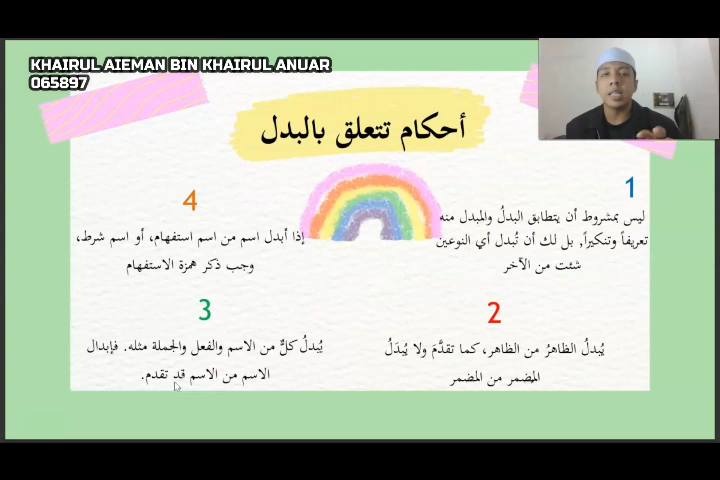 KHAIRUL AIEMAN BIN KHAIRUL ANUAR
065897
أحكام تتعلق بالبدل
1
ليس بمشروط أن يتطابق البدلُ والمبدل منه
تعريفاً وتنكيراً, بل لك أن تُبدل أي النوعين
شئت من الآخر
2
يُبدلُ الظاهرُ من الظاهر، كما تقدَّمَ ولا يُبدَلُ
المضمر من المضمر
3
يُبدلُ كلٌّ من الاسم والفعل والجملة مثله. فإبدال
الاسم من الاسم قد تقدم.
4
إذا أبدل اسم من اسم استفهام، أو اسم شرط،
وجب ذكر همزة الاستفهام